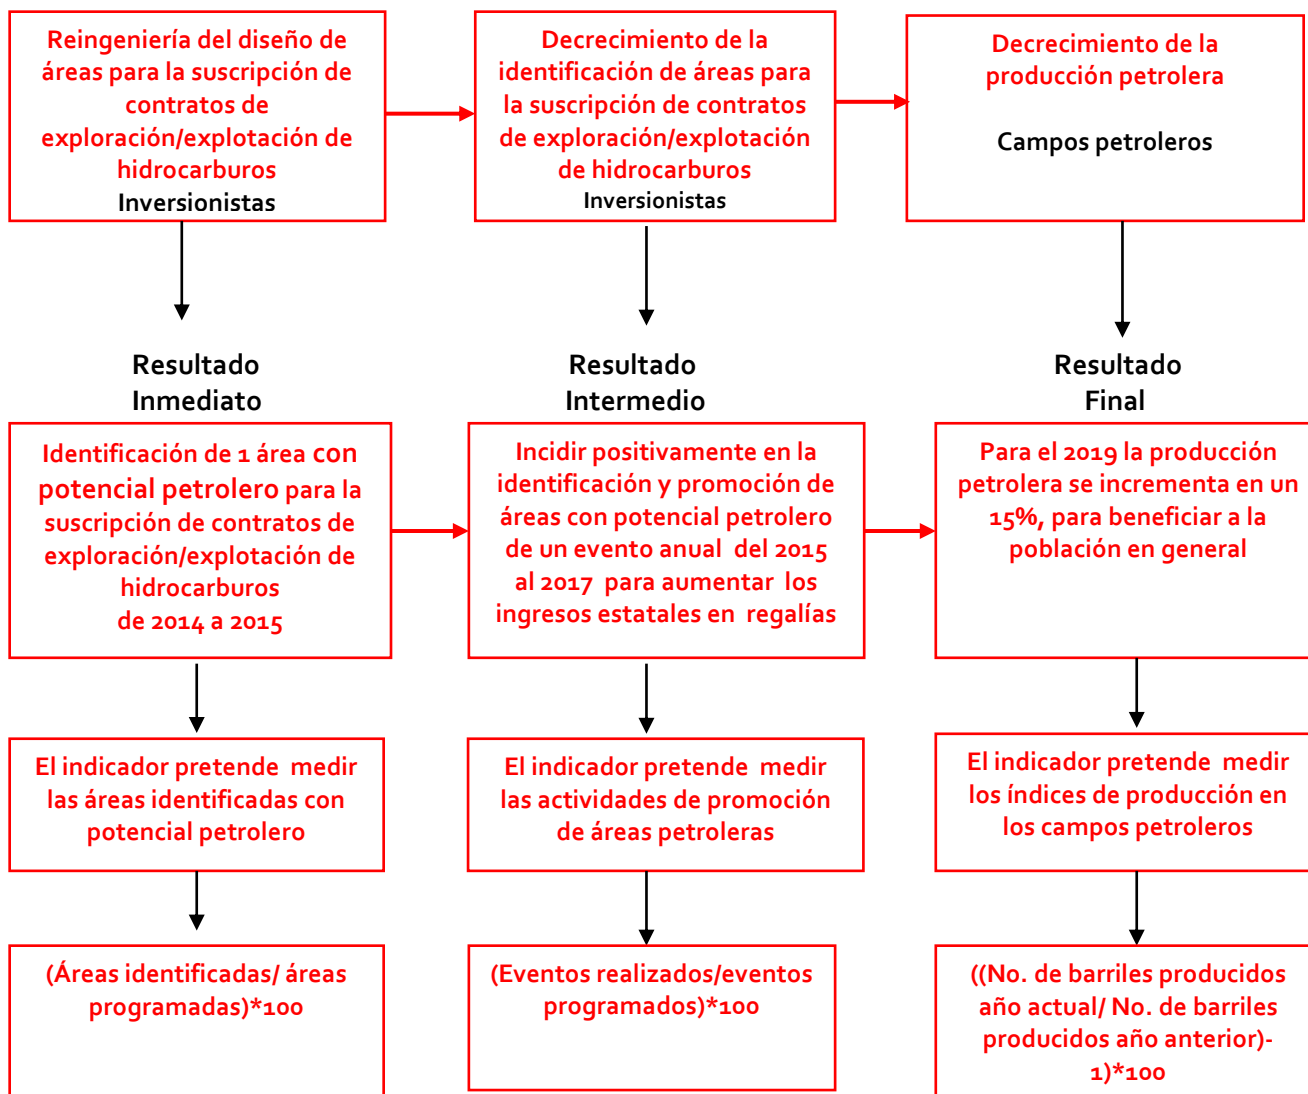 Reingeniería del diseño de
áreas para la suscripción de
contratos de
exploración/explotación de
hidrocarburos
Inversionistas
Decrecimiento de la
identificación de áreas para
la suscripción de contratos
de exploración/explotación
de hidrocarburos
Inversionistas
Decrecimiento de la
producción petrolera
Campos petroleros
Resultado
Inmediato
Resultado
Intermedio
Resultado
Final
Identificación de 1 área con
potencial petrolero para la
suscripción de contratos de
exploración/explotación de
hidrocarburos
de 2014 a 2015
Incidir positivamente en la
identificación y promoción de
áreas con potencial petrolero
de un evento anual del 2015
al 2017 para aumentar los
ingresos estatales en regalías
Para el 2019 la producción
petrolera se incrementa en un
15%, para beneficiar a la
población en general
El indicador pretende medir
las áreas identificadas con
potencial petrolero
El indicador pretende medir
las actividades de promoción
de áreas petroleras
El indicador pretende medir
los índices de producción en
los campos petroleros
(Áreas identificadas/ áreas
programadas)*100
(Eventos realizados/eventos
programados)*100
((No. de barriles producidos
año actual/ No. de barriles
producidos año anterior)-
1)*100